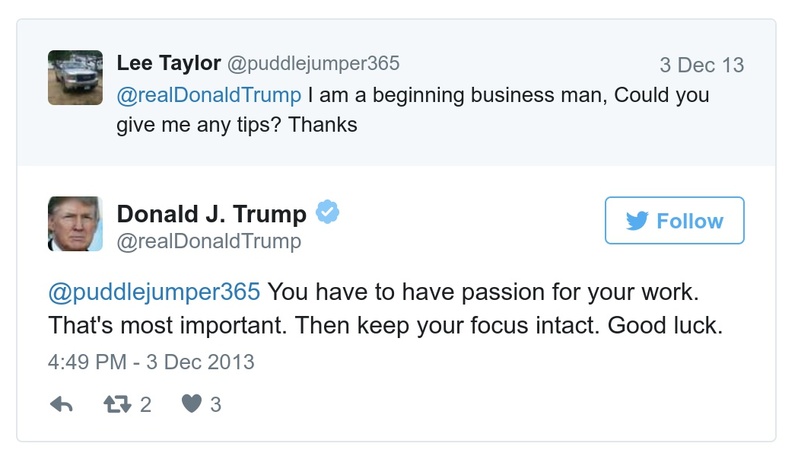 Lee Taylor @puddlejumper365 3 Dec 13
@realDonaldTrump I am a beginning business man, Could you
give me any tips? Thanks
Donald J. Trump
@realDonaldTrump
Follow
@puddlejumper365 You have to have passion for your work.
That's most important. Then keep your focus intact. Good luck.
4:49 PM - 3 Dec 2013
2 3